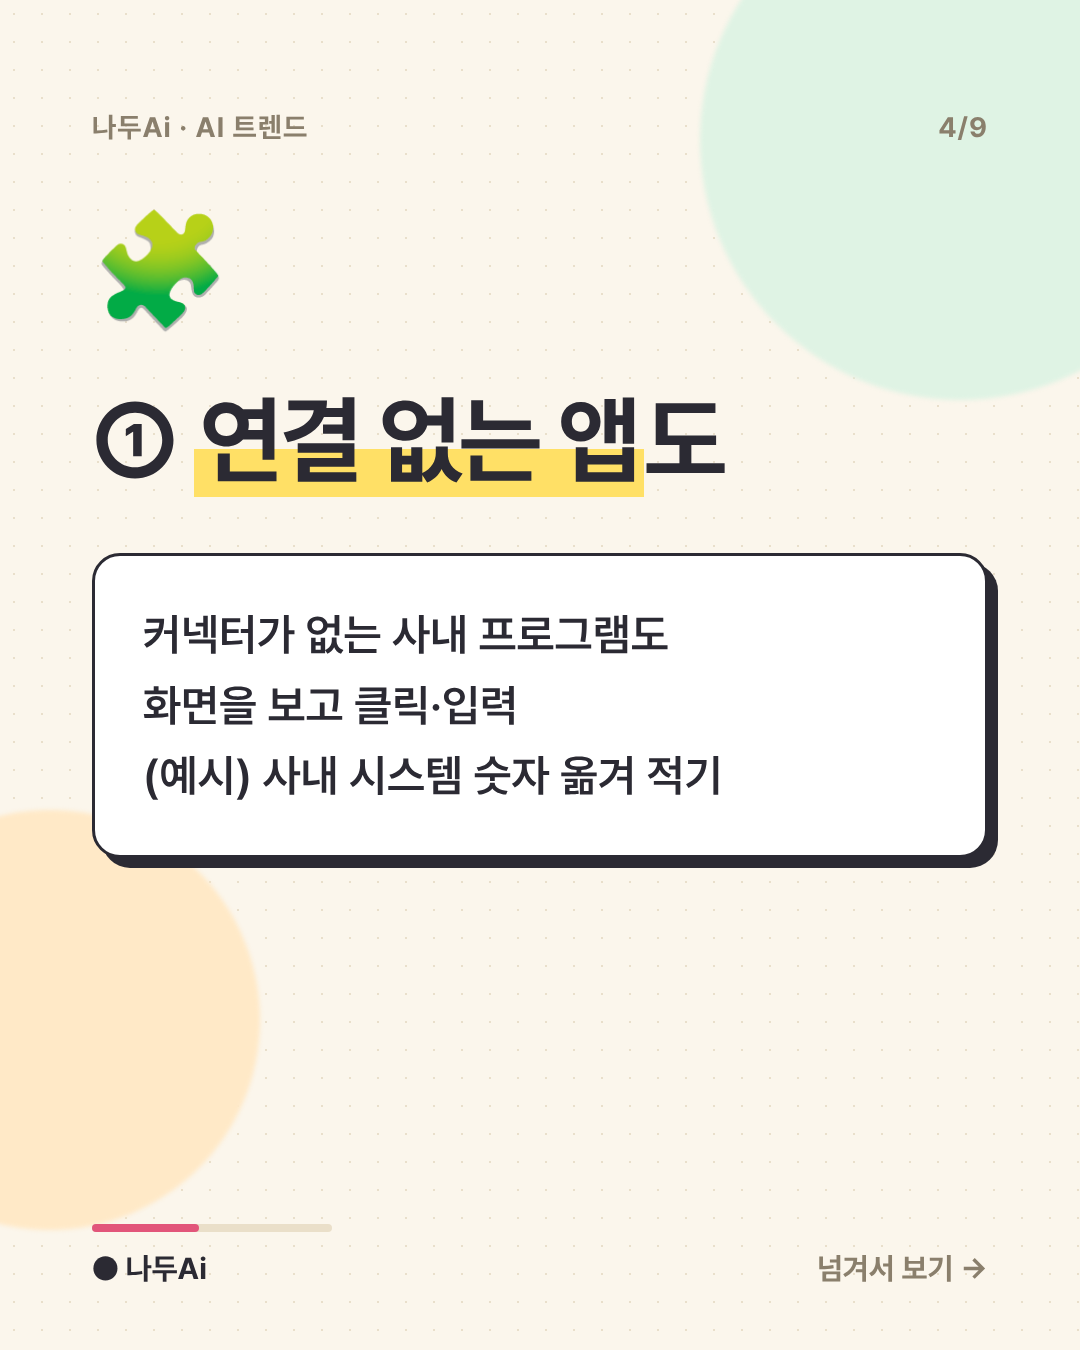 나두Ai · AI 트렌드
4/9
① 연결 없는 앱도
커넥터가 없는 사내 프로그램도
화면을 보고 클릭·입력
(예시) 사내 시스템 숫자 옮겨 적기
나두Ai
넘겨서 보기 →